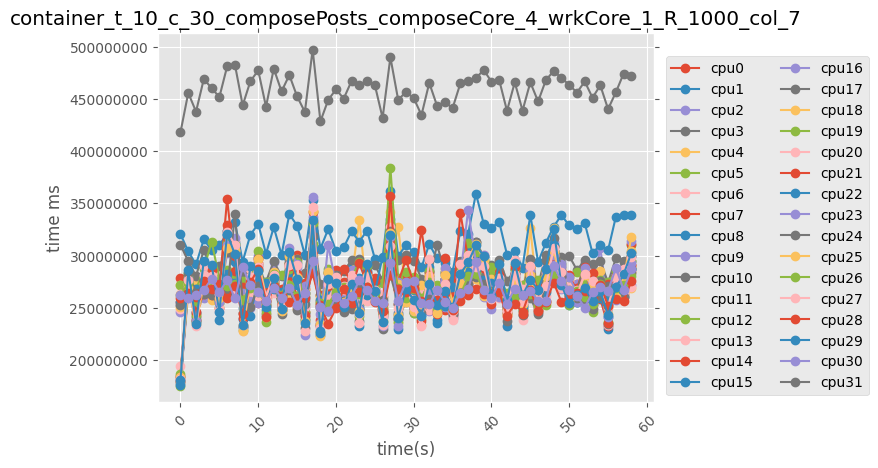 container_t_10_c_30_composePosts_composeCore_4_wrkCore_1_R_1000_col_7
500000000
450000000
400000000
350000000
300000000
250000000
200000000
time ms
0
10
20
30
40
50
60
time(s)
cpu0
cpu1
cpu2
cpu3
cpu4
cpu5
cpu6
cpu7
cpu8
cpu9
cpu10
cpu11
cpu12
cpu13
cpu14
cpu15
cpu16
cpu17
cpu18
cpu19
cpu20
cpu21
cpu22
cpu23
cpu24
cpu25
cpu26
cpu27
cpu28
cpu29
cpu30
cpu31